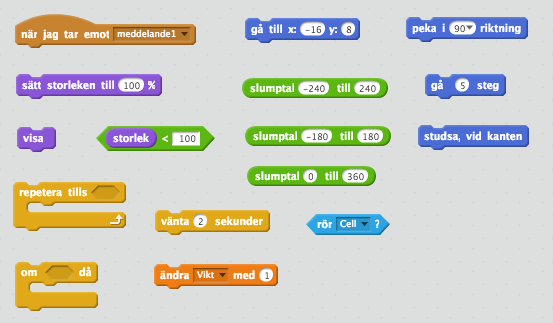 när jag tar emot meddelande1
gå till x: -16 y: 8
peka i 90 riktning
sätt storleken till 100 %
slumptal -240 till 240
gå 5 steg
visa
storlek < 100
slumptal -180 till 180
studsa, vid kanten
slumptal 0 till 360
repetera tills
vänta 2 sekunder
rör Cell ?
om då
ändra Vikt med 1